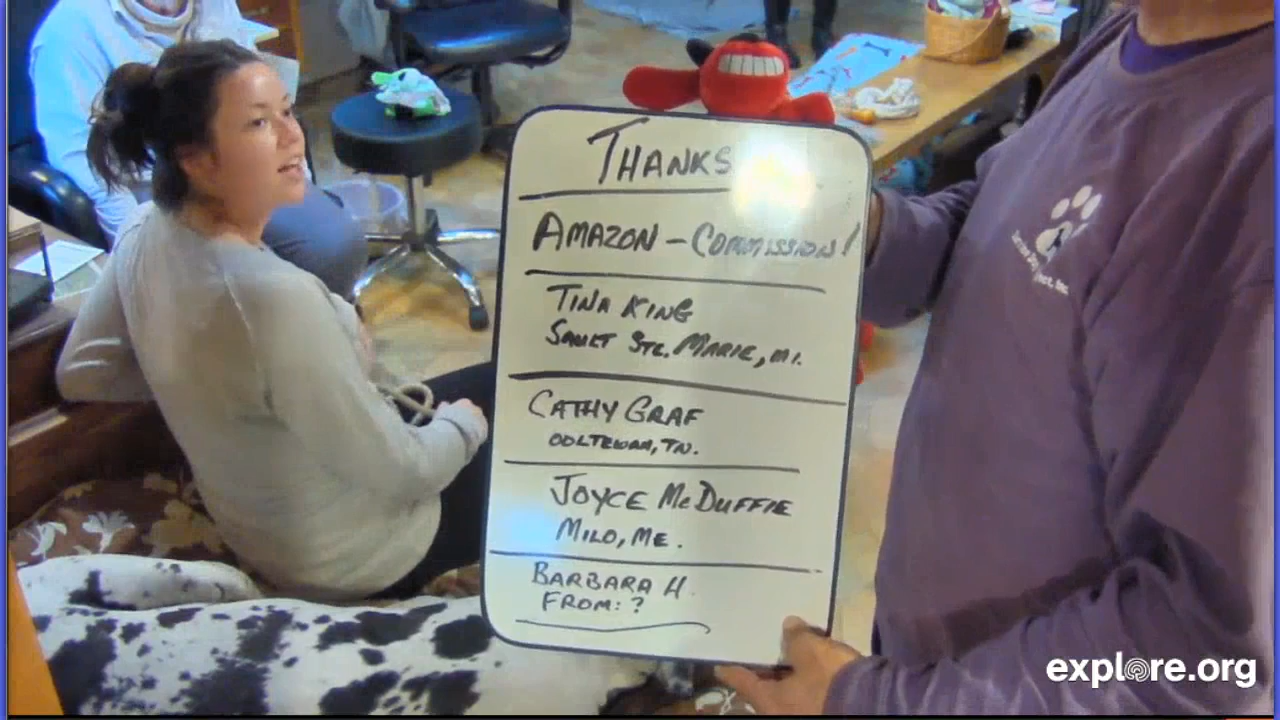 THANKS
AMAZON - COMMISSION!
TINA KING
SAULT STE. MARIE, MI.
CATHY GRAF
OOLTEWAH, TN.
JOYCE McDUFFIE
MILO, ME.
BARBARA H.
FROM: ?
explore.org